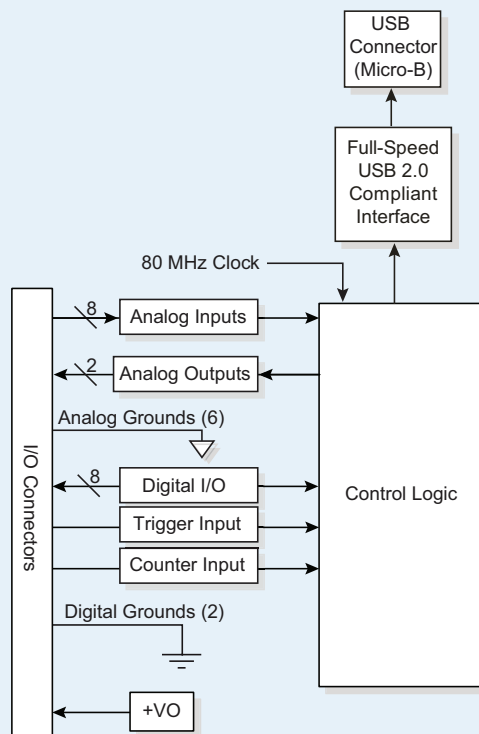 USB
Connector
(Micro-B)
Full-Speed
USB 2.0
Compliant
Interface
80 MHz Clock
8
Analog Inputs
2
Analog Outputs
Analog Grounds (6)
8
Digital I/O
Trigger Input
Counter Input
Digital Grounds (2)
+VO
I/O Connectors
Control Logic